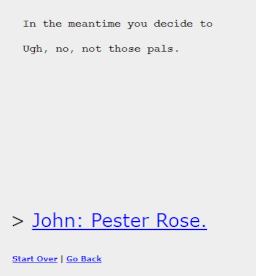 In the meantime you decide to
Ugh, no, not those pals.
> John: Pester Rose.
Start Over | Go Back